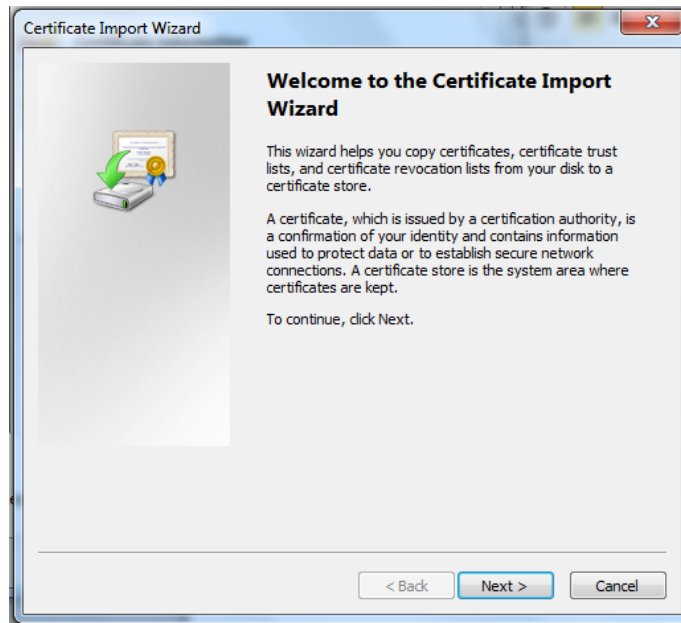 Certificate Import Wizard
Welcome to the Certificate Import
Wizard
This wizard helps you copy certificates, certificate trust
lists, and certificate revocation lists from your disk to a
certificate store.
A certificate, which is issued by a certification authority, is
a confirmation of your identity and contains information
used to protect data or to establish secure network
connections. A certificate store is the system area where
certificates are kept.
To continue, click Next.
< Back
Next >
Cancel